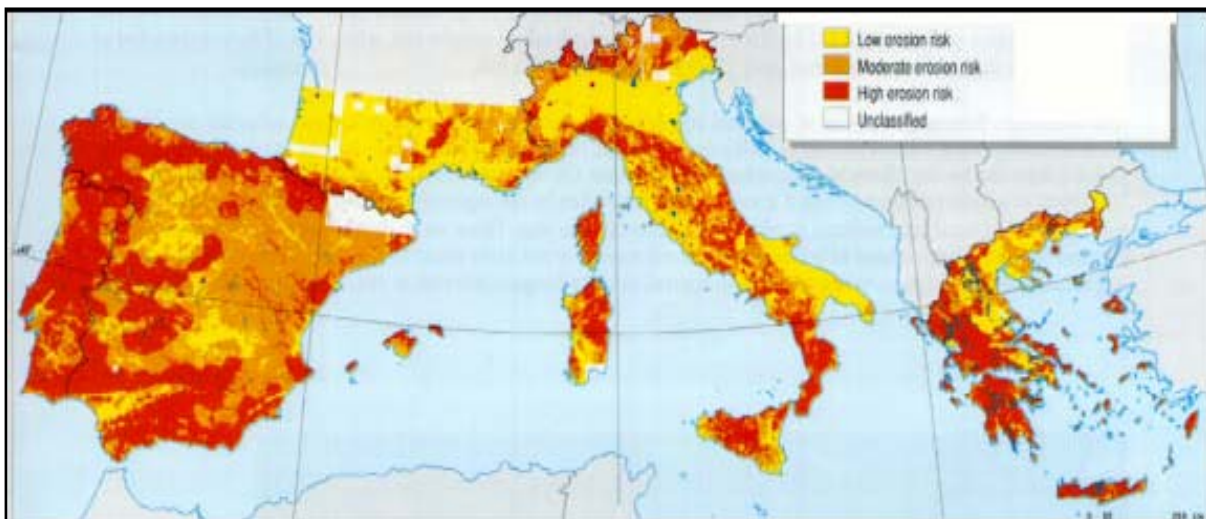 Low erosion risk
Moderate erosion risk
High erosion risk
Unclassified